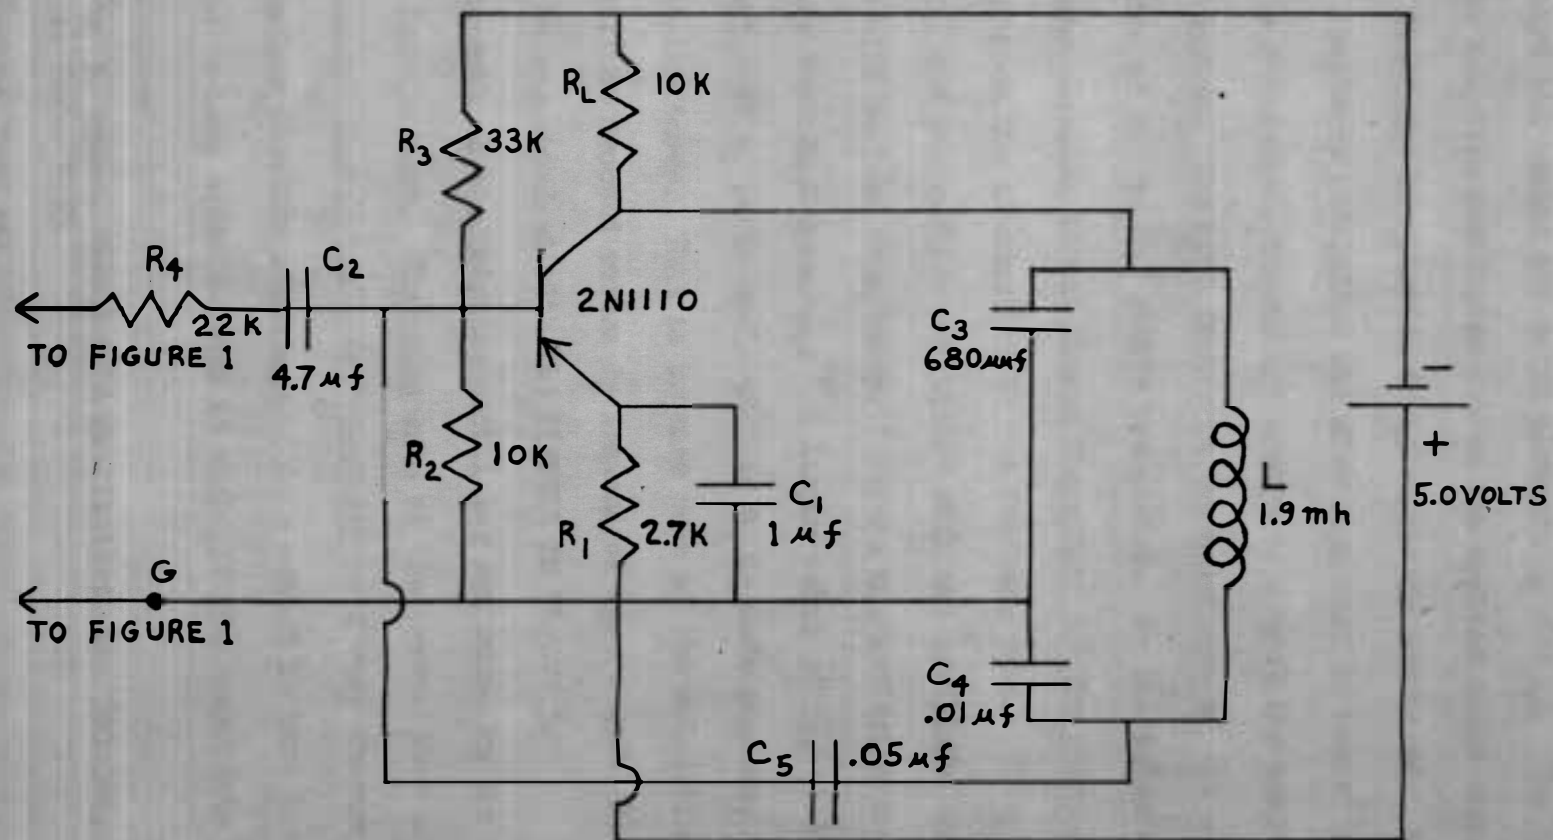 R₃ 33K
R_L 10K
R₄
22K
C₂
4.7μf
TO FIGURE 1
2N1110
R₂ 10K
R₁ 2.7K
C₁
1μf
G
TO FIGURE 1
C₃
680μμf
L
1.9mh
−
+
5.0VOLTS
C₄
.01μf
C₅ .05μf